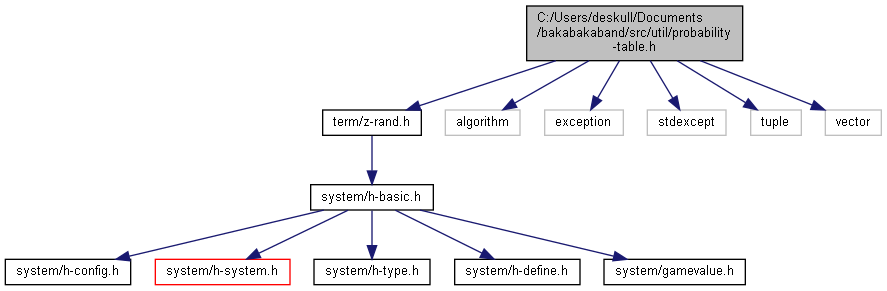 C:/Users/deskull/Documents
/bakabakaband/src/util/probability
-table.h
term/z-rand.h
algorithm
exception
stdexcept
tuple
vector
system/h-basic.h
system/h-config.h
system/h-system.h
system/h-type.h
system/h-define.h
system/gamevalue.h